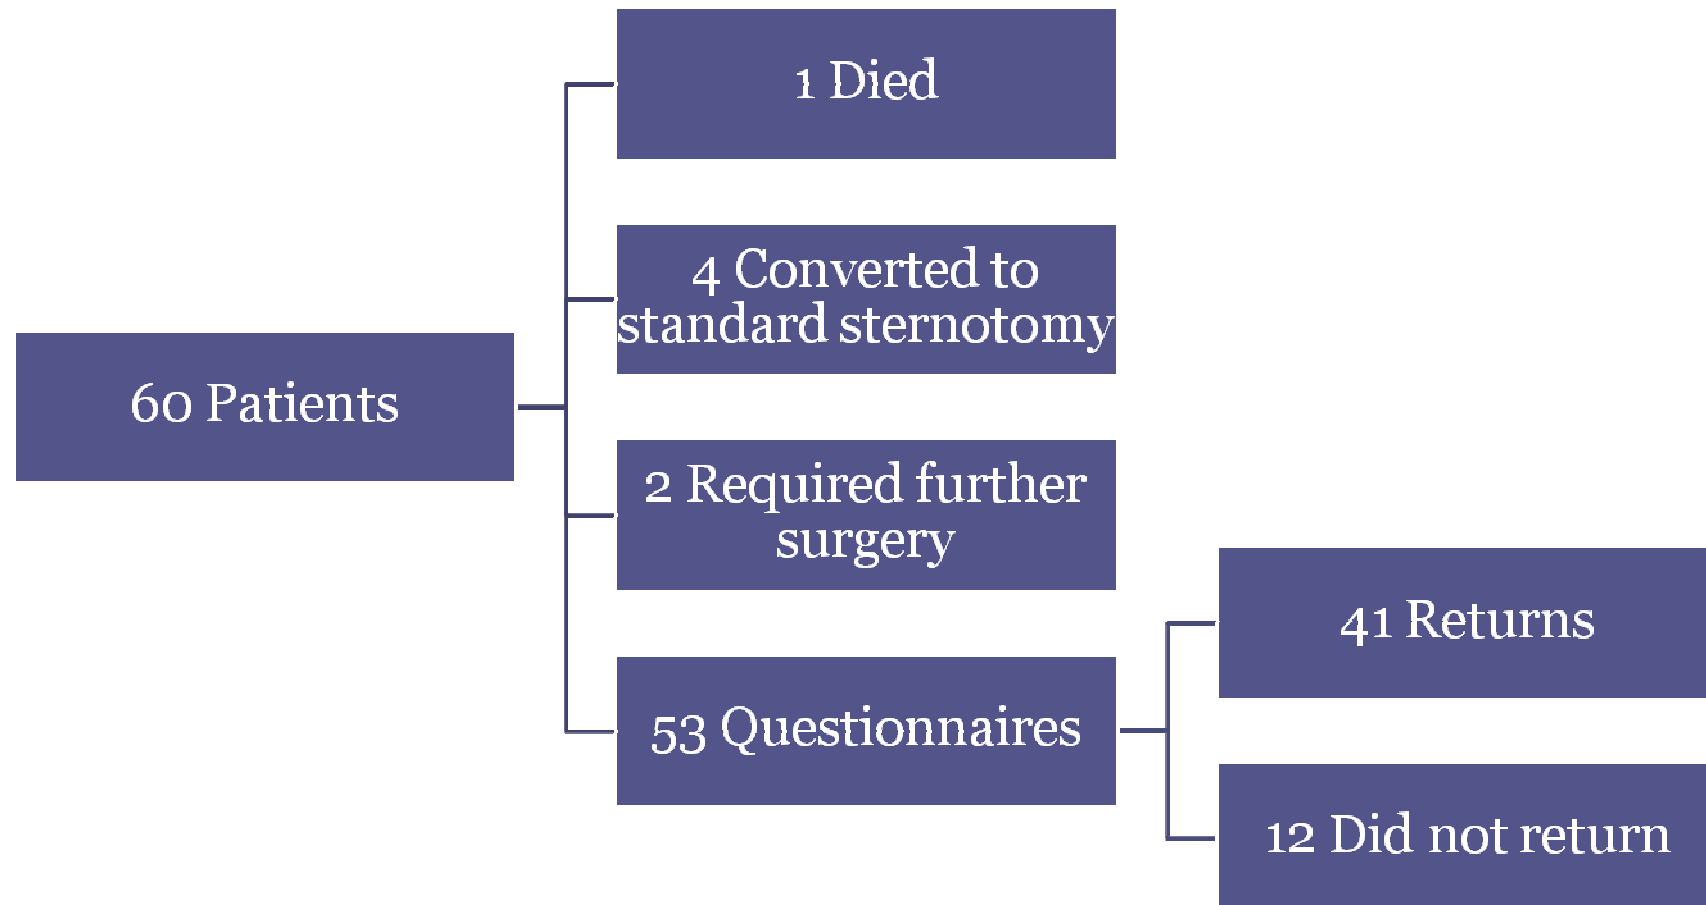 1 Died
4 Converted to
standard sternotomy
60 Patients
2 Required further
surgery
41 Returns
53 Questionnaires
12 Did not return